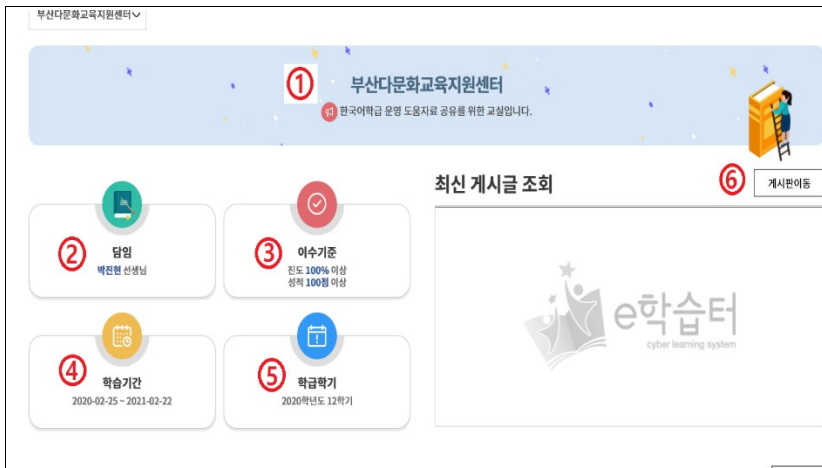 부산다문화교육지원센터
① 부산다문화교육지원센터
한국어학급 운영 도움자료 공유를 위한 교실입니다.
최신 게시글 조회
⑥ 게시판이동
② 담임
박진현 선생님
③ 이수기준
진도 100% 이상
성적 100점 이상
e학습터
cyber learning system
④ 학습기간
2020-02-25 ~ 2021-02-22
⑤ 학급학기
2020학년도 12학기